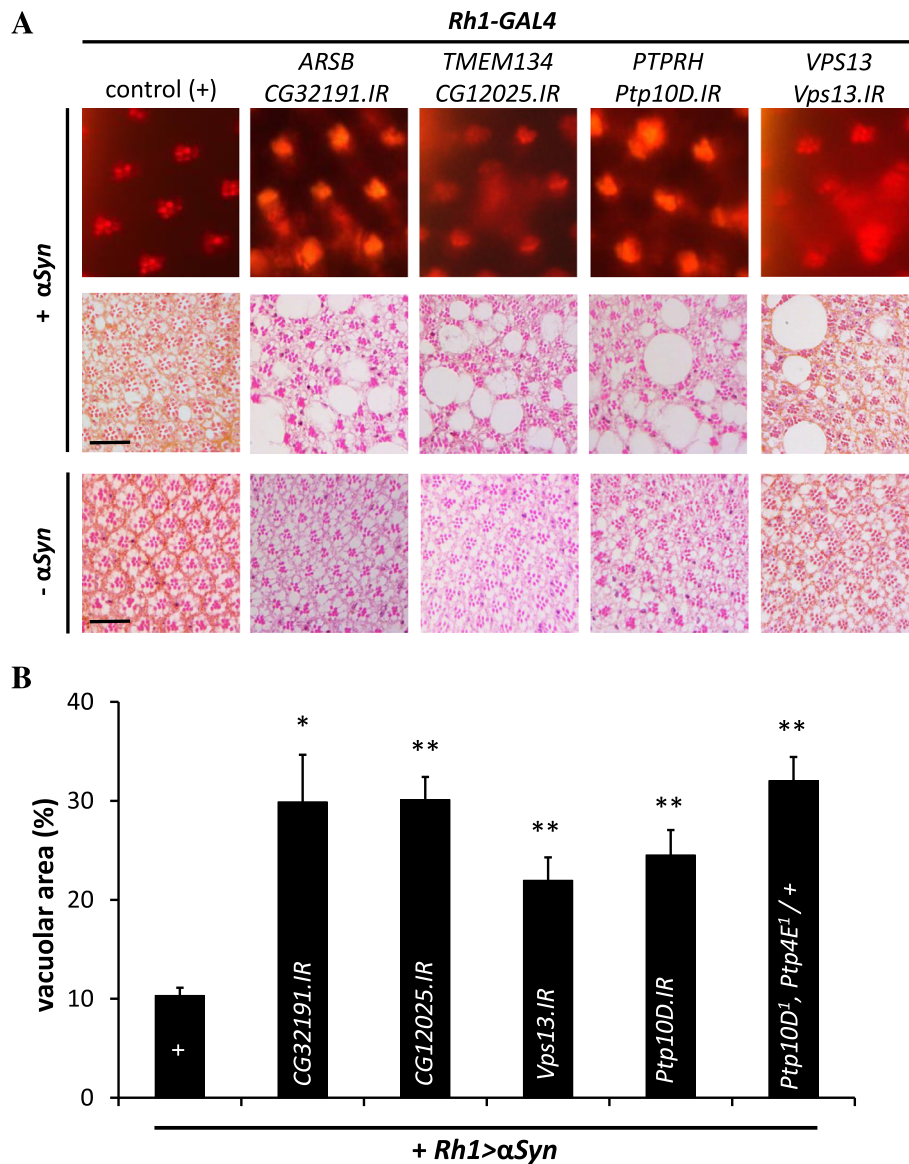 A
Rh1-GAL4
control (+)
ARSB
CG32191.IR
TMEM134
CG12025.IR
PTPRH
Ptp10D.IR
VPS13
Vps13.IR
+ αSyn
- αSyn
B
vacuolar area (%)
40
30
20
10
0
*
**
**
**
**
+
CG32191.IR
CG12025.IR
Vps13.IR
Ptp10D.IR
Ptp10D¹, Ptp4E¹ / +
+ Rh1>αSyn